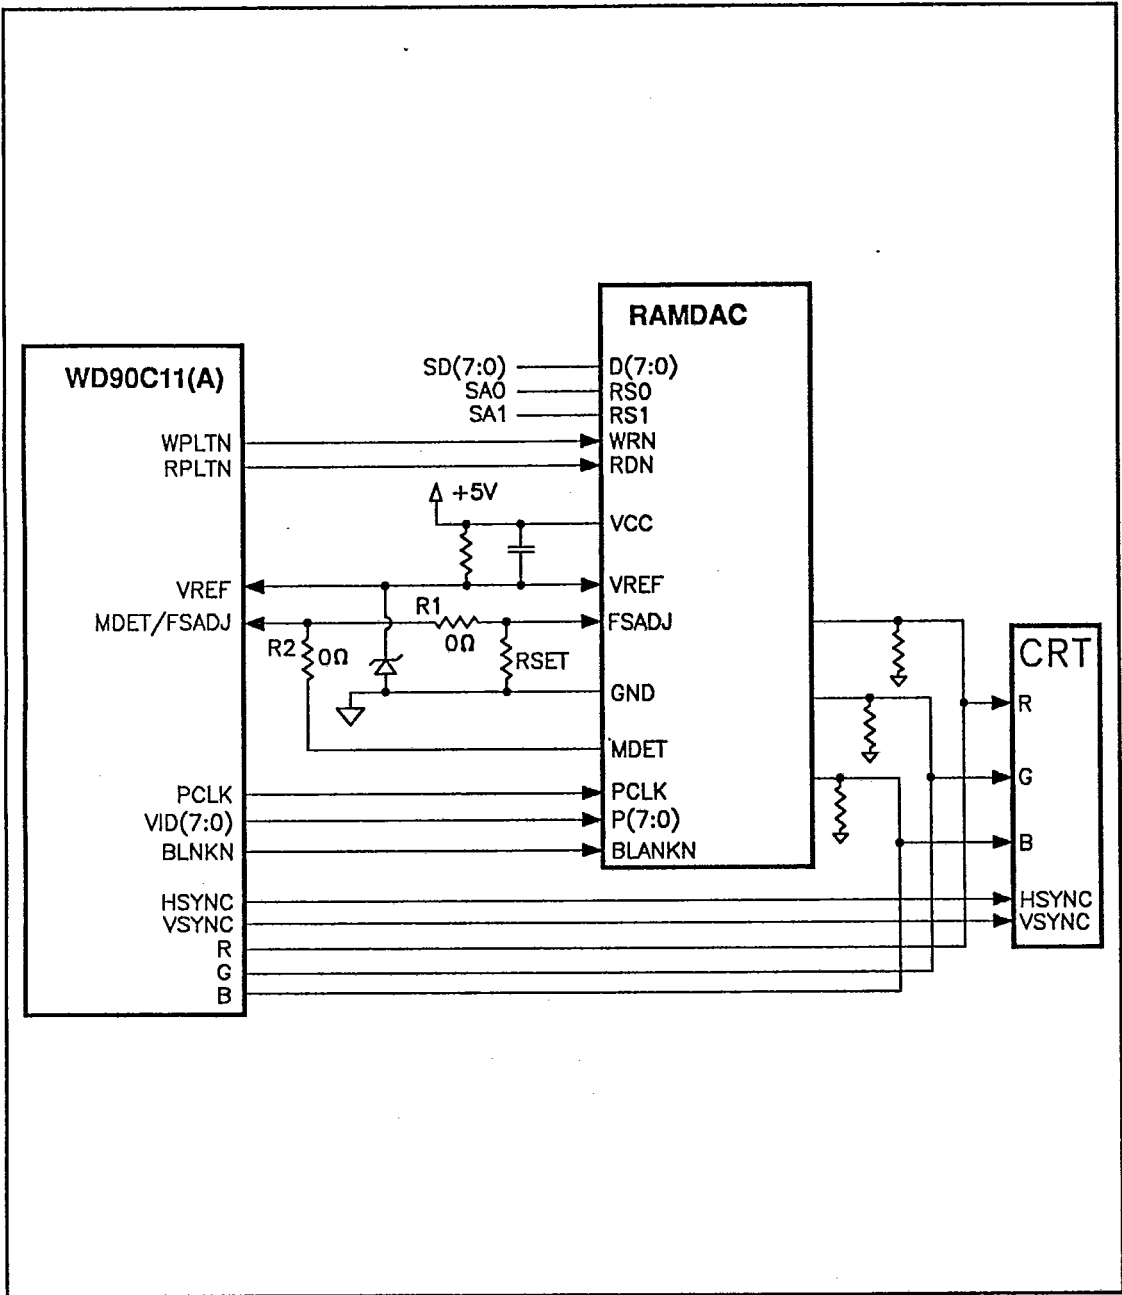 RAMDAC
WD90C11(A)
SD(7:0) D(7:0)
SA0 RS0
SA1 RS1
WPLTN WRN
RPLTN RDN
+5V
VCC
VREF VREF
R1
MDET/FSADJ FSADJ
R2 0Ω 0Ω RSET
CRT
GND
R
MDET
G
PCLK PCLK
VID(7:0) P(7:0)
B
BLNKN BLANKN
HSYNC HSYNC
VSYNC VSYNC
R
G
B